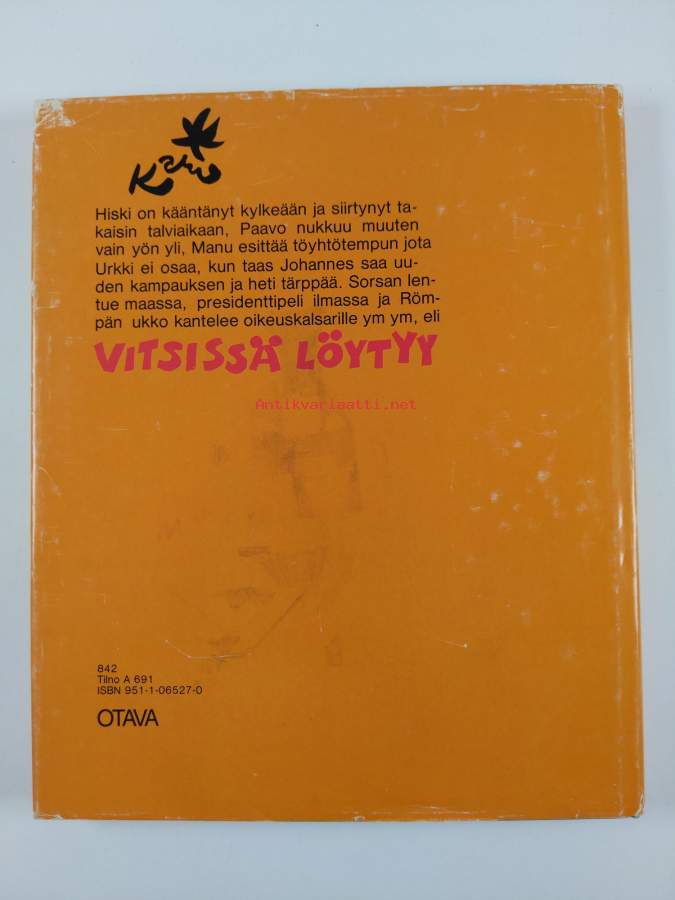 Kari
Hiski on kääntänyt kylkeään ja siirtynyt ta-
kaisin talviaikaan, Paavo nukkuu muuten
vain yön yli, Manu esittää töyhtötempun jota
Urkki ei osaa, kun taas Johannes saa uu-
den kampauksen ja heti tärppää. Sorsan len-
tue maassa, presidenttipeli ilmassa ja Röm-
pän ukko kantelee oikeuskalsarille ym ym, eli
VITSISSÄ LÖYTYY
Antikvariaatti.net
842
Tilno A 691
ISBN 951-1-06527-0
OTAVA